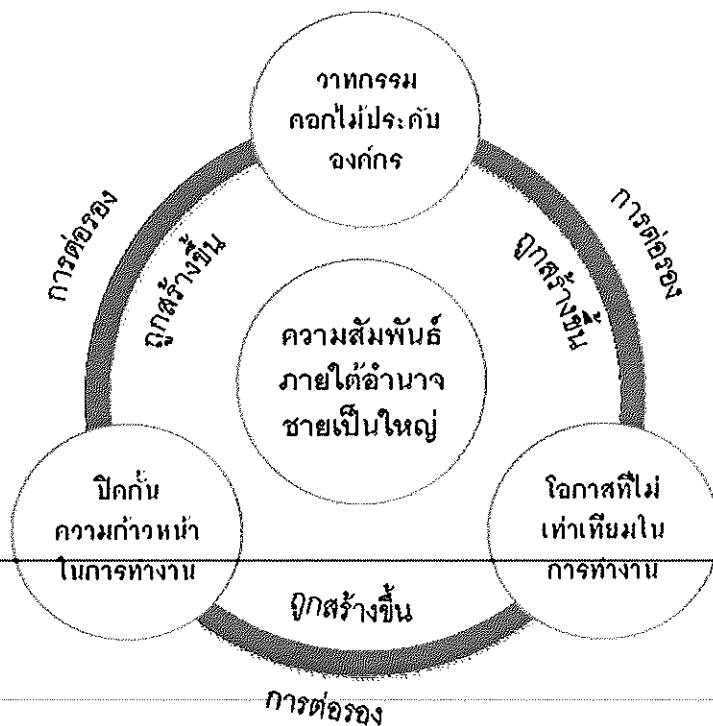 วาทกรรม
ดอกไม้ประดับ
องค์กร
การต่อรอง
การต่อรอง
ถูกสร้างขึ้น
ถูกสร้างขึ้น
ความสัมพันธ์
ภายใต้อำนาจ
ชายเป็นใหญ่
ปิดกั้น
ความก้าวหน้า
ในการทำงาน
โอกาสที่ไม่
เท่าเทียมใน
การทำงาน
ถูกสร้างขึ้น
การต่อรอง